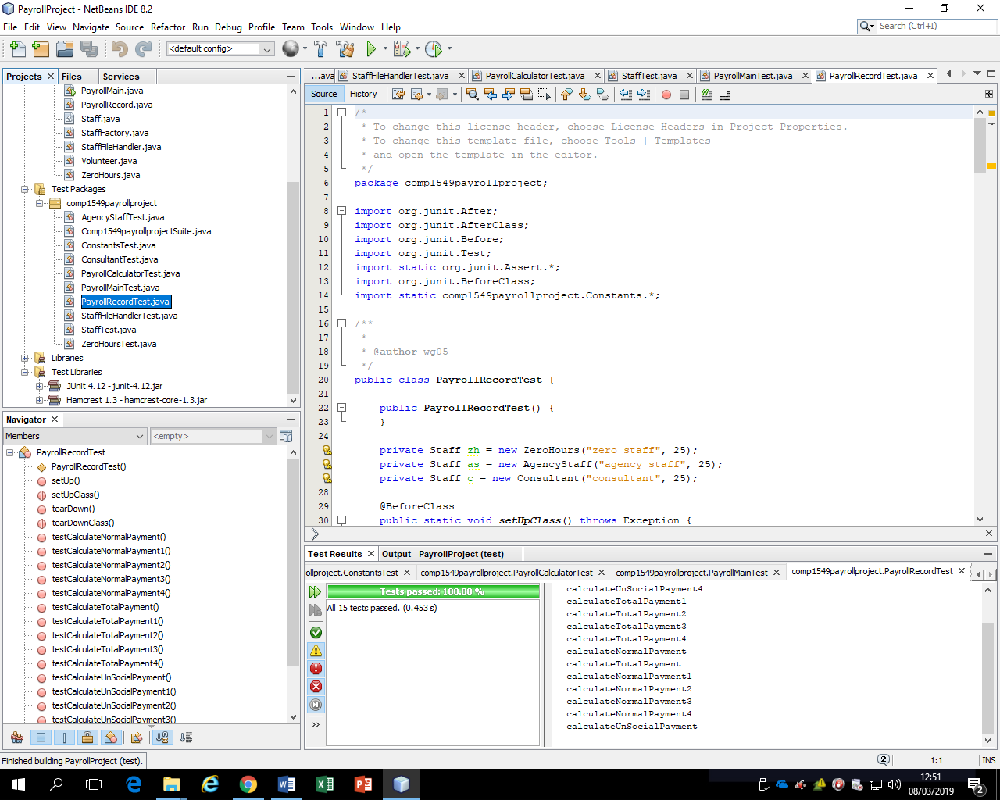 PayrollProject - NetBeans IDE 8.2
File Edit View Navigate Source Refactor Run Debug Profile Team Tools Window Help
Search (Ctrl+I)
<default config>
Projects Files Services
PayrollMain.java
PayrollRecord.java
Staff.java
StaffFactory.java
StaffFileHandler.java
Volunteer.java
ZeroHours.java
Test Packages
comp1549payrollproject
AgencyStaffTest.java
Comp1549payrollprojectSuite.java
ConstantsTest.java
ConsultantTest.java
PayrollCalculatorTest.java
PayrollMainTest.java
PayrollRecordTest.java
StaffFileHandlerTest.java
StaffTest.java
ZeroHoursTest.java
Libraries
Test Libraries
JUnit 4.12 - junit-4.12.jar
Hamcrest 1.3 - hamcrest-core-1.3.jar
Navigator
Members <empty>
PayrollRecordTest
PayrollRecordTest()
setUp()
setUpClass()
tearDown()
tearDownClass()
testCalculateNormalPayment()
testCalculateNormalPayment1()
testCalculateNormalPayment2()
testCalculateNormalPayment3()
testCalculateNormalPayment4()
testCalculateTotalPayment()
testCalculateTotalPayment1()
testCalculateTotalPayment2()
testCalculateTotalPayment3()
testCalculateTotalPayment4()
testCalculateUnSocialPayment()
testCalculateUnSocialPayment1()
testCalculateUnSocialPayment2()
testCalculateUnSocialPayment3()
...ava StaffFileHandlerTest.java PayrollCalculatorTest.java StaffTest.java PayrollMainTest.java PayrollRecordTest.java
Source History
1 /*
2 * To change this license header, choose License Headers in Project Properties.
3 * To change this template file, choose Tools | Templates
4 * and open the template in the editor.
5 */
6 package comp1549payrollproject;
7
8 import org.junit.After;
9 import org.junit.AfterClass;
10 import org.junit.Before;
11 import org.junit.Test;
12 import static org.junit.Assert.*;
13 import org.junit.BeforeClass;
14 import static comp1549payrollproject.Constants.*;
15
16 /**
17 *
18 * @author wg05
19 */
20 public class PayrollRecordTest {
21
22 public PayrollRecordTest() {
23 }
24
private Staff zh = new ZeroHours("zero staff", 25);
private Staff as = new AgencyStaff("agency staff", 25);
private Staff c = new Consultant("consultant", 25);
28
29 @BeforeClass
30 public static void setUpClass() throws Exception {
Test Results Output - PayrollProject (test)
rollproject.ConstantsTest comp1549payrollproject.PayrollCalculatorTest comp1549payrollproject.PayrollMainTest comp1549payrollproject.PayrollRecordTest
Tests passed: 100.00 %
All 15 tests passed. (0.453 s)
calculateUnSocialPayment4
calculateTotalPayment1
calculateTotalPayment2
calculateTotalPayment3
calculateTotalPayment4
calculateNormalPayment
calculateTotalPayment
calculateNormalPayment1
calculateNormalPayment2
calculateNormalPayment3
calculateNormalPayment4
calculateUnSocialPayment
Finished building PayrollProject (test).
2 1:1 INS
12:51
08/03/2019
2